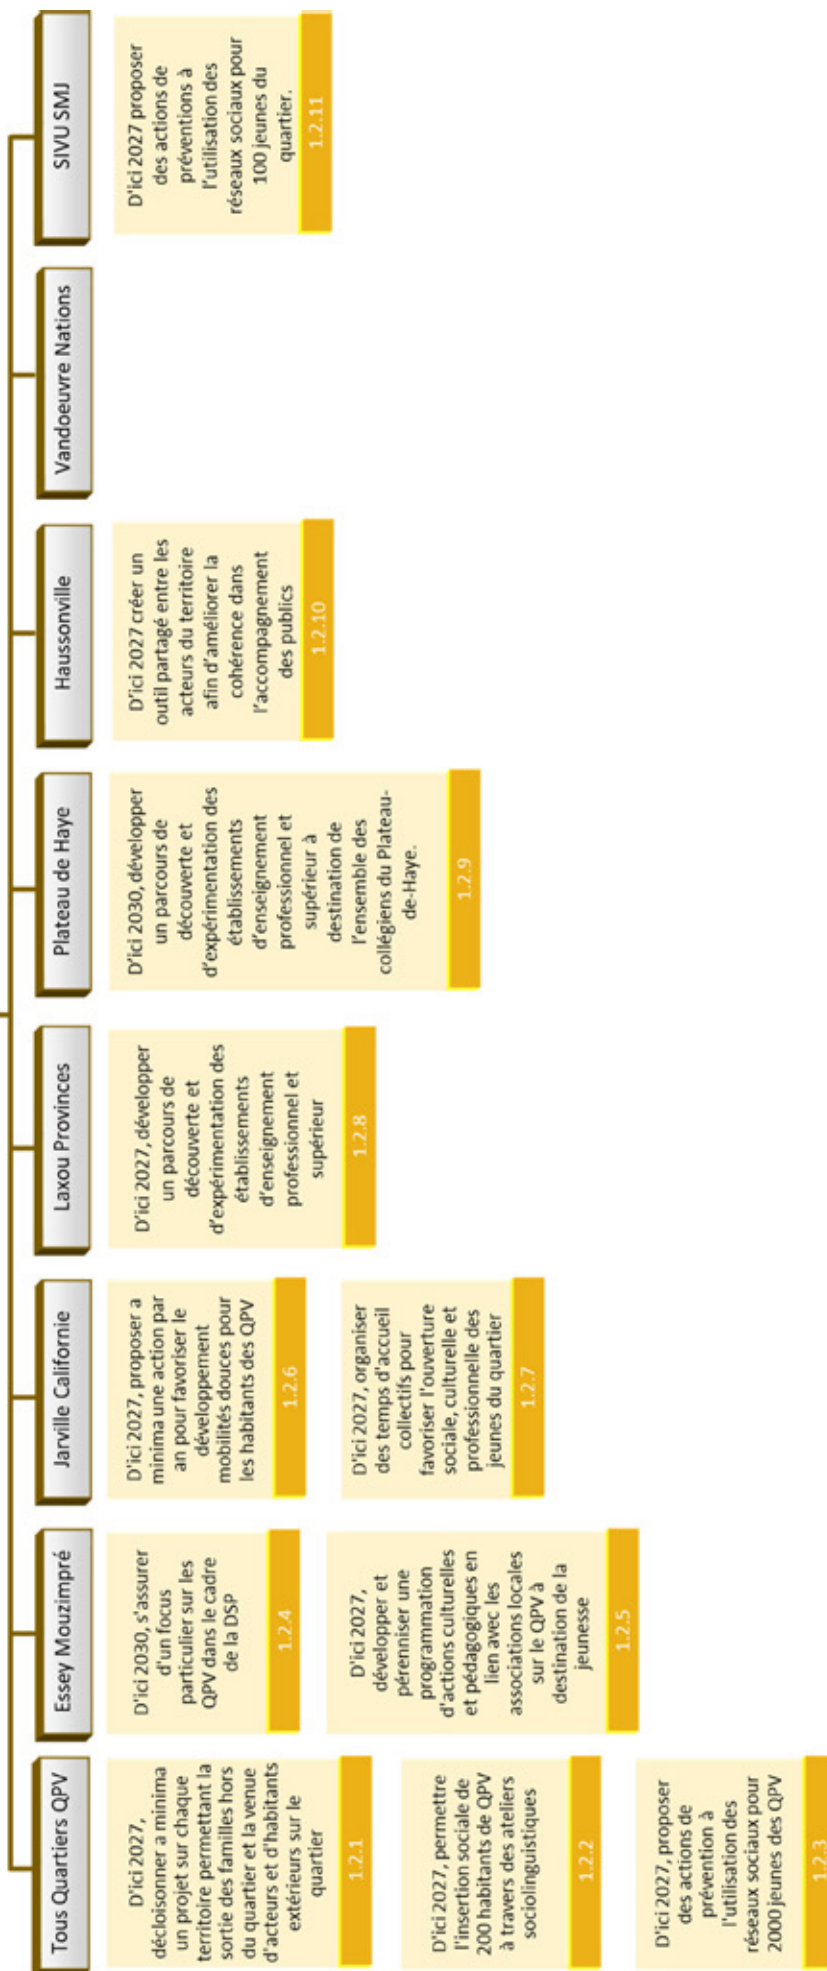 Tous Quartiers QPV
D'ici 2027,
décloisonner a minima
un projet sur chaque
territoire permettant la
sortie des familles hors
du quartier et la venue
d'acteurs et d'habitants
extérieurs sur le
quartier
1.2.1
D'ici 2027, permettre
l'insertion sociale de
200 habitants de QPV
à travers des ateliers
sociolinguistiques
1.2.2
D'ici 2027, proposer
des actions de
prévention à
l'utilisation des
réseaux sociaux pour
2000 jeunes des QPV
1.2.3
Essey Mouzimpré
D'ici 2030, s'assurer
d'un focus
particulier sur les
QPV dans le cadre
de la DSP
1.2.4
D'ici 2027,
développer et
pérenniser une
programmation
d'actions culturelles
et pédagogiques en
lien avec les
associations locales
sur le QPV à
destination de la
jeunesse
1.2.5
Jarville Californie
D'ici 2027, proposer a
minima une action par
an pour favoriser le
développement
mobilités douces pour
les habitants des QPV
1.2.6
D'ici 2027, organiser
des temps d'accueil
collectifs pour
favoriser l'ouverture
sociale, culturelle et
professionnelle des
jeunes du quartier
1.2.7
Laxou Provinces
D'ici 2027, développer
un parcours de
découverte et
d'expérimentation des
établissements
d'enseignement
professionnel et
supérieur
1.2.8
Plateau de Haye
D'ici 2030, développer
un parcours de
découverte et
d'expérimentation des
établissements
d'enseignement
professionnel et
supérieur à
destination de
l'ensemble des
collégiens du Plateau-
de-Haye.
1.2.9
Haussonville
D'ici 2027 créer un
outil partagé entre les
acteurs du territoire
afin d'améliorer la
cohérence dans
l'accompagnement
des publics
1.2.10
Vandoeuvre Nations
SIVU SMJ
D'ici 2027 proposer
des actions de
préventions à
l'utilisation des
réseaux sociaux pour
100 jeunes du
quartier.
1.2.11